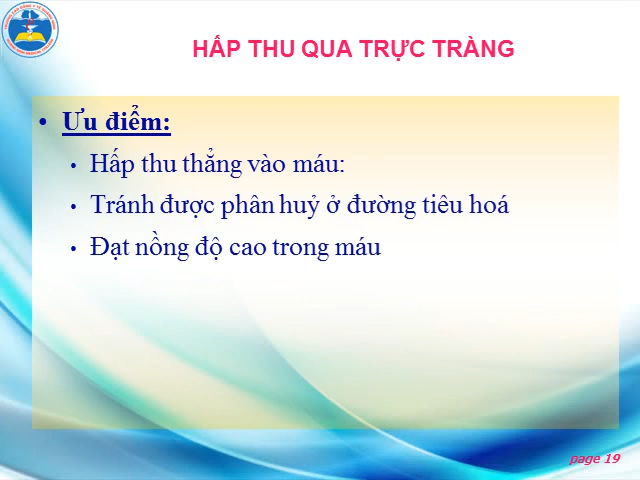 HẤP THU QUA TRỰC TRÀNG
• Ưu điểm:
• Hấp thu thẳng vào máu:
• Tránh được phân huỷ ở đường tiêu hoá
• Đạt nồng độ cao trong máu
page 19